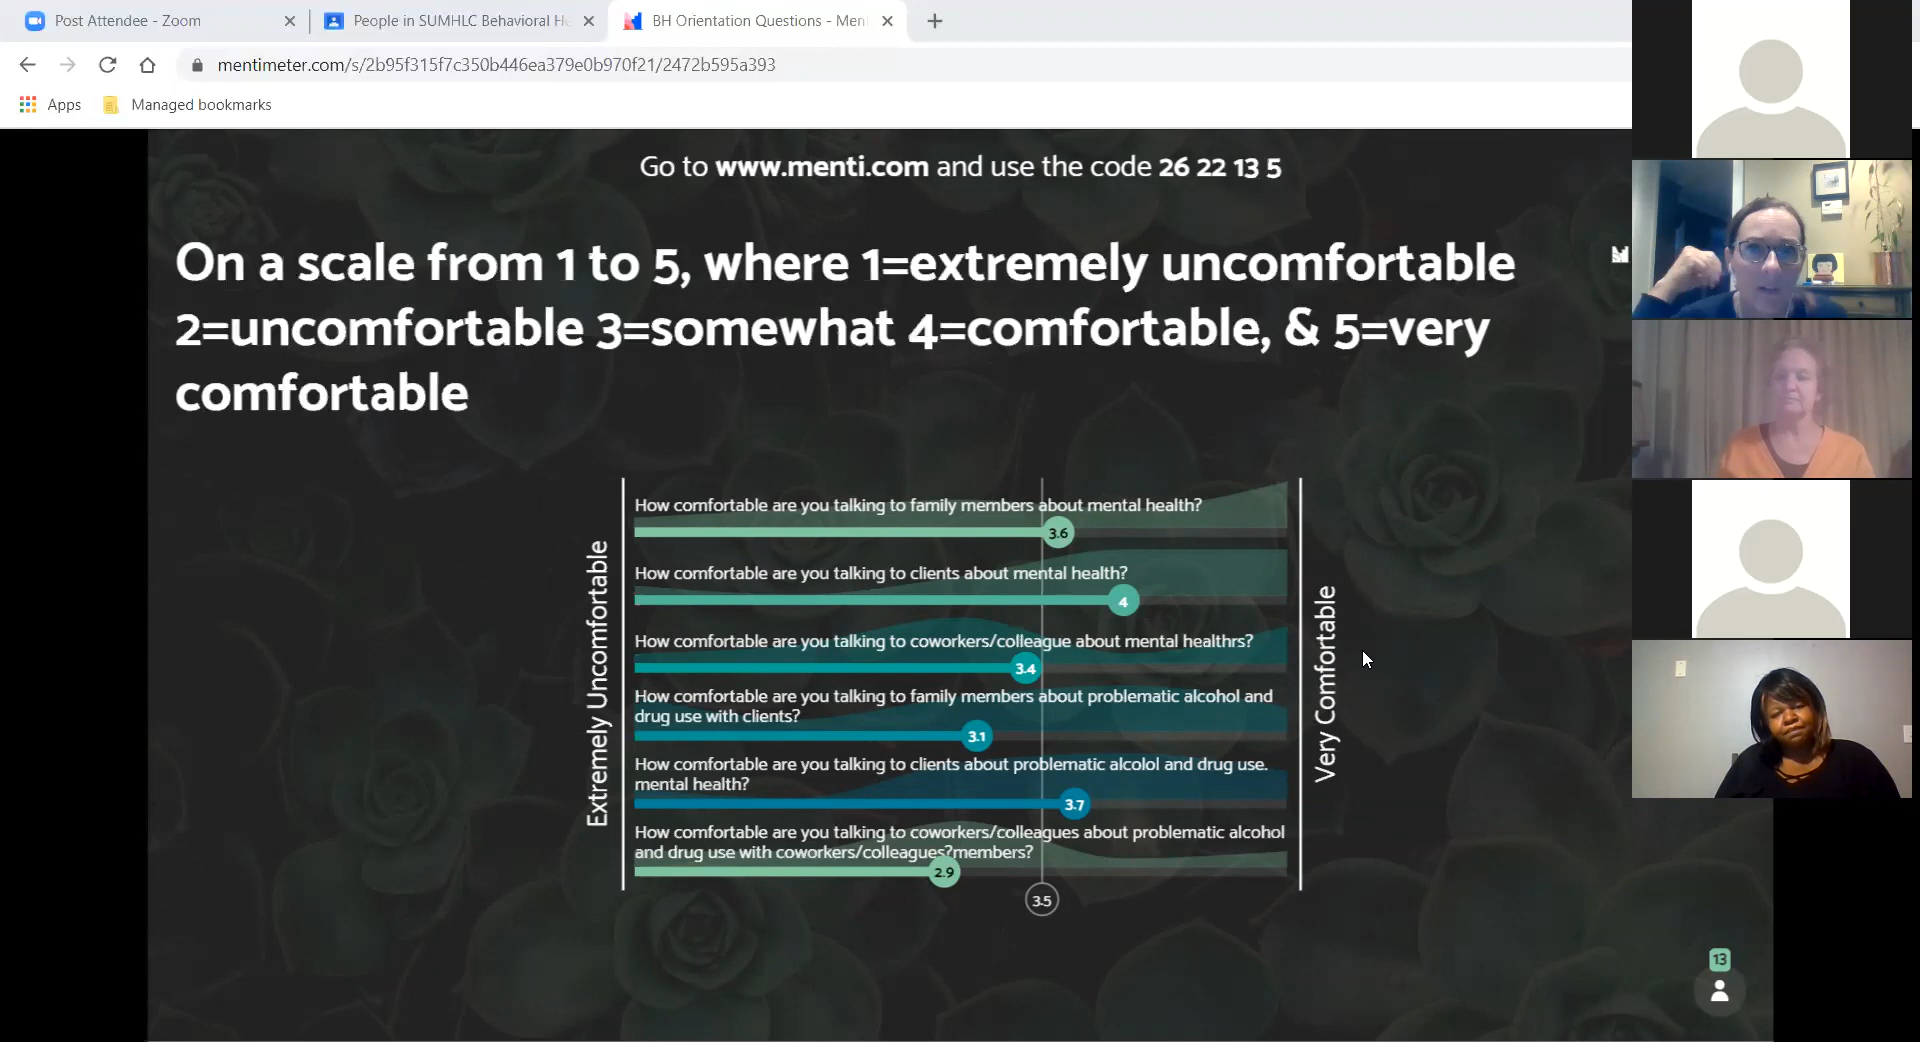 Post Attendee - Zoom
People in SUMHLC Behavioral He
BH Orientation Questions - Men
mentimeter.com/s/2b95f315f7c350b446ea379e0b970f21/2472b595a393
Apps
Managed bookmarks
Go to www.menti.com and use the code 26 22 13 5
On a scale from 1 to 5, where 1=extremely uncomfortable
2=uncomfortable 3=somewhat 4=comfortable, & 5=very
comfortable
Extremely Uncomfortable
How comfortable are you talking to family members about mental health?
3.6
How comfortable are you talking to clients about mental health?
4
How comfortable are you talking to coworkers/colleague about mental healthrs?
3.4
How comfortable are you talking to family members about problematic alcohol and
drug use with clients?
3.1
How comfortable are you talking to clients about problematic alcolol and drug use.
mental health?
3.7
How comfortable are you talking to coworkers/colleagues about problematic alcohol
and drug use with coworkers/colleagues?members?
2.9
3.5
Very Comfortable
13